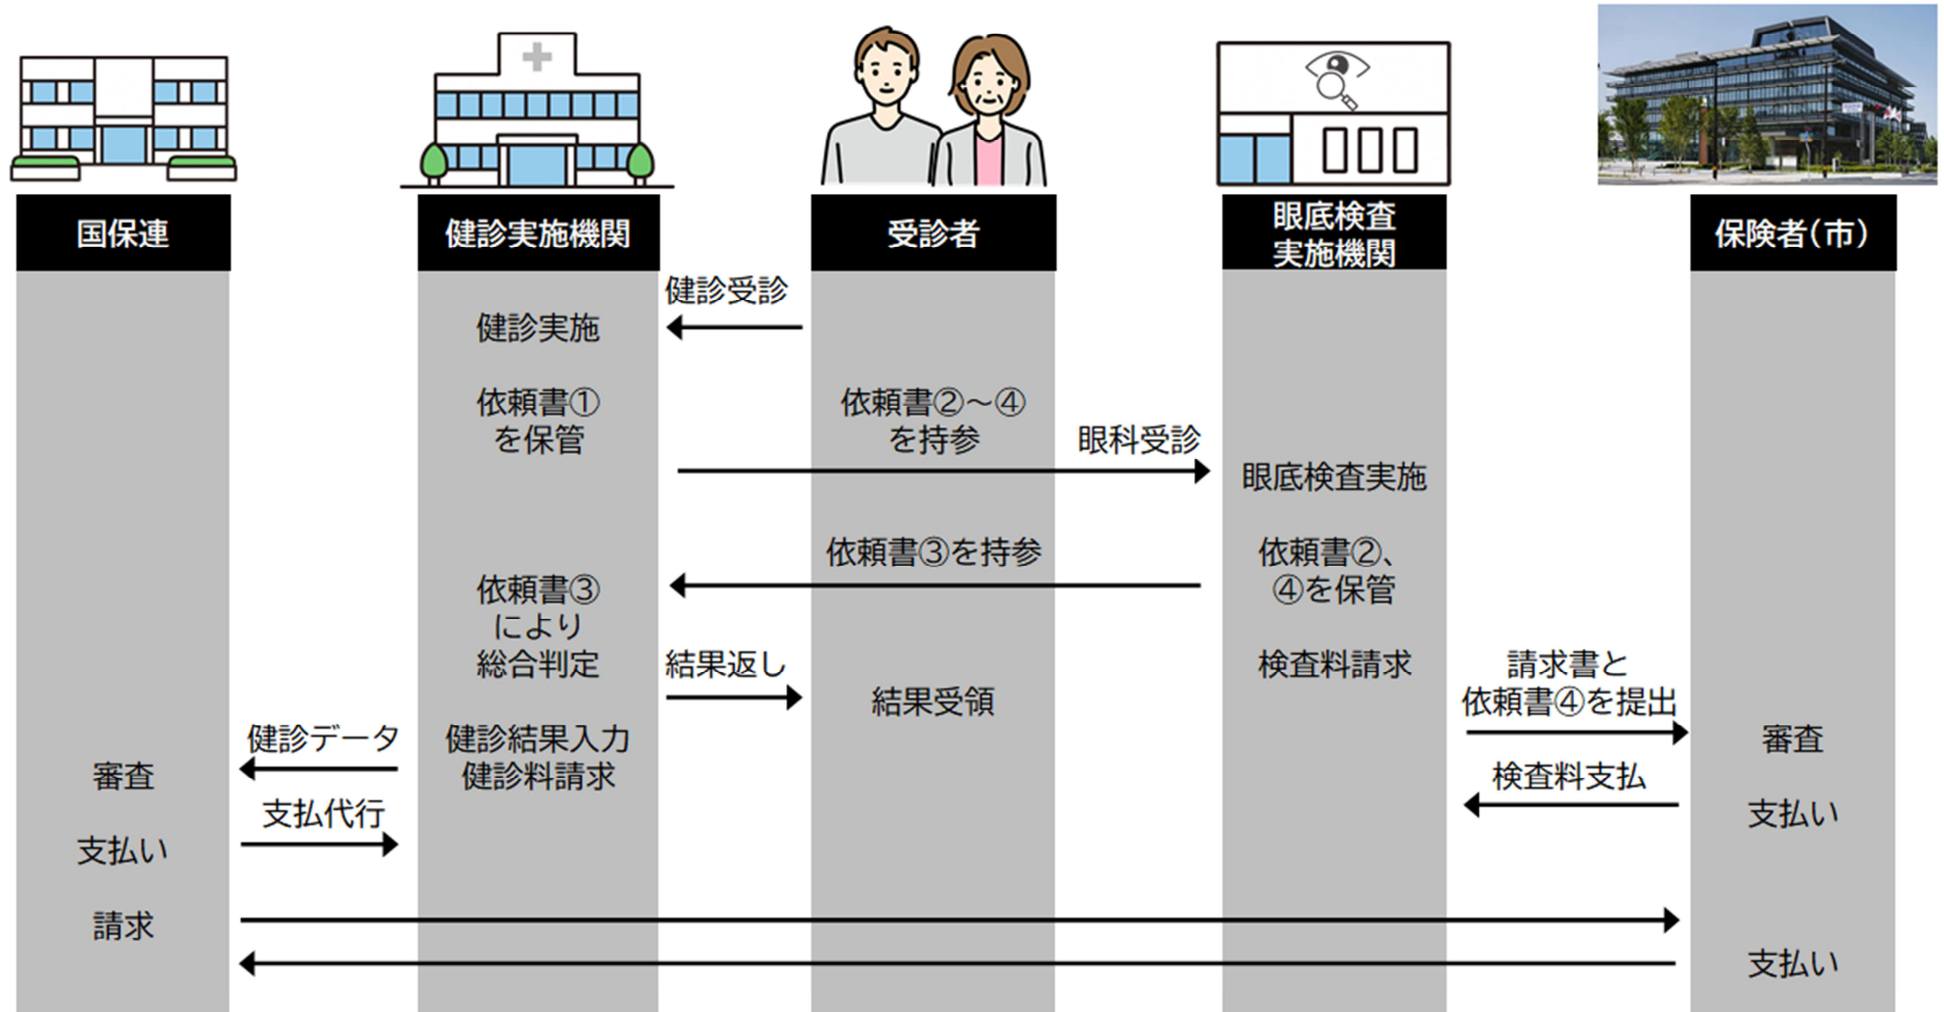 国保連
健診実施機関
受診者
眼底検査
実施機関
保険者(市)
健診受診
健診実施
依頼書①
を保管
依頼書②～④
を持参
眼科受診
眼底検査実施
依頼書③を持参
依頼書②、
④を保管
依頼書③
により
総合判定
結果返し
結果受領
検査料請求
請求書と
依頼書④を提出
審査
健診データ
健診結果入力
健診料請求
審査
検査料支払
支払い
支払代行
支払い
請求
支払い